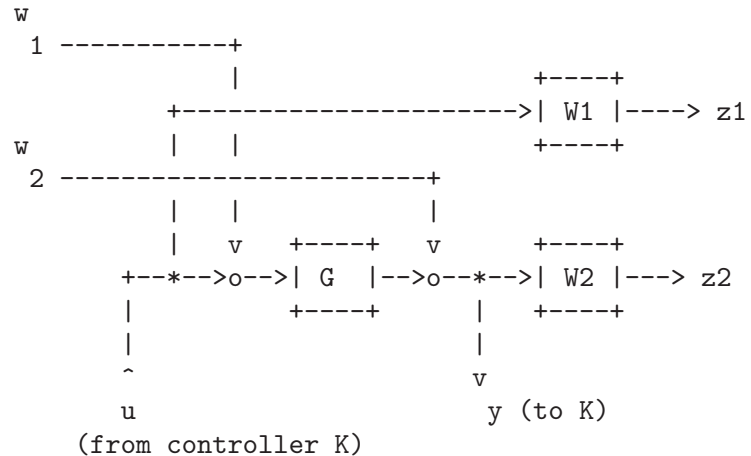 w
1 -----------+
|
+----+
+----------------------->| W1 |----> z1
w | | +----+
2 ------------------------+
| | |
| v +----+ v +----+
+--*-->o-->| G |-->o--*-->| W2 |---> z2
| +----+ | +----+
| |
^ v
u y (to K)
(from controller K)